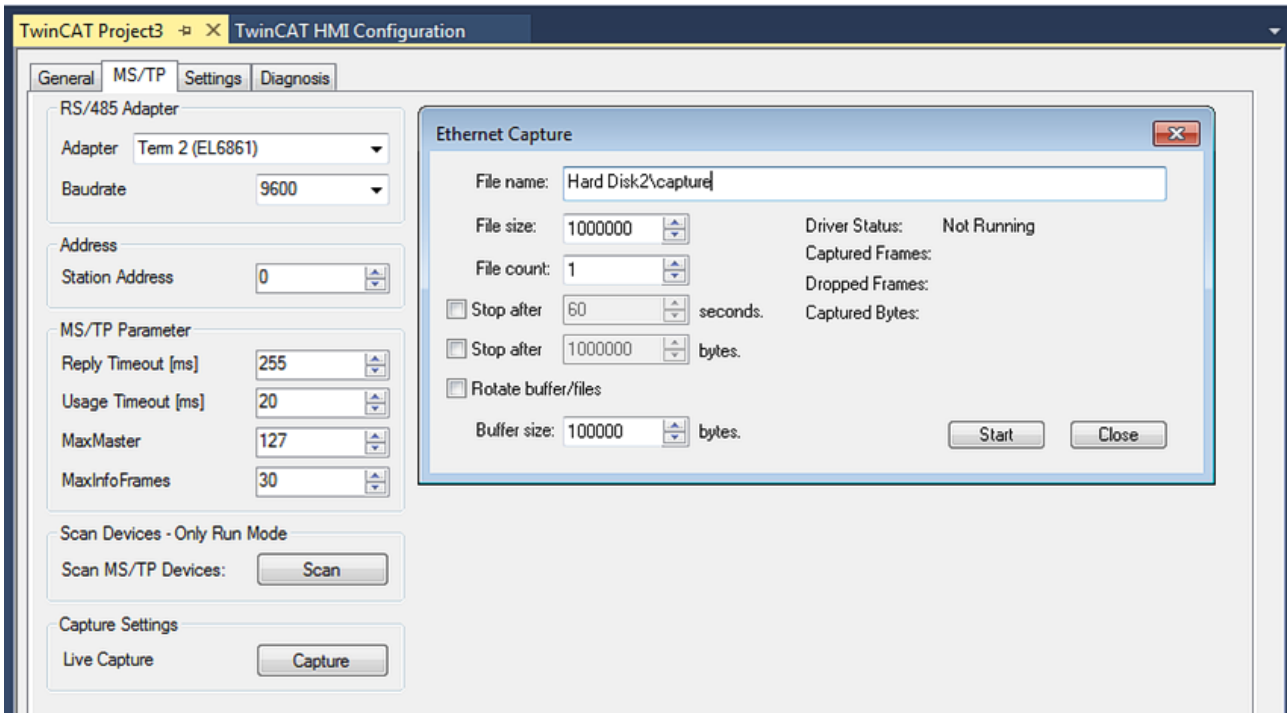 TwinCAT Project3 TwinCAT HMI Configuration
General MS/TP Settings Diagnosis
RS/485 Adapter
Adapter Term 2 (EL6861)
Baudrate 9600
Address
Station Address 0
MS/TP Parameter
Reply Timeout [ms] 255
Usage Timeout [ms] 20
MaxMaster 127
MaxInfoFrames 30
Scan Devices - Only Run Mode
Scan MS/TP Devices: Scan
Capture Settings
Live Capture Capture
Ethernet Capture
File name: Hard Disk2\capture
File size: 1000000
File count: 1
Stop after 60 seconds.
Stop after 1000000 bytes.
Rotate buffer/files
Buffer size: 100000 bytes.
Driver Status: Not Running
Captured Frames:
Dropped Frames:
Captured Bytes:
Start Close